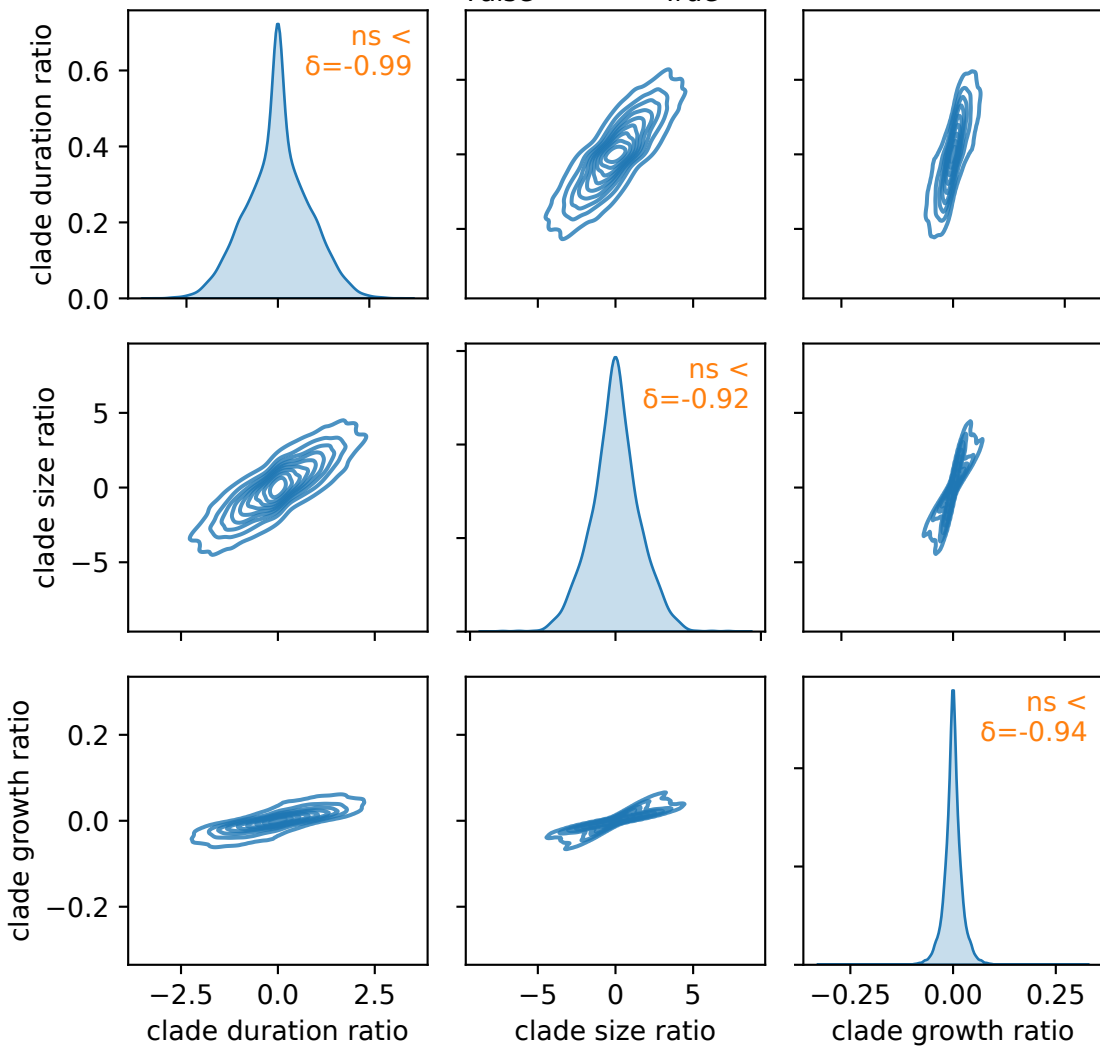 clade duration ratio
0.6
0.4
0.2
0.0
ns <
δ=-0.99
clade size ratio
5
0
−5
ns <
δ=-0.92
clade growth ratio
0.2
0.0
−0.2
ns <
δ=-0.94
−2.5 0.0 2.5
−5 0 5
−0.25 0.00 0.25
clade duration ratio
clade size ratio
clade growth ratio